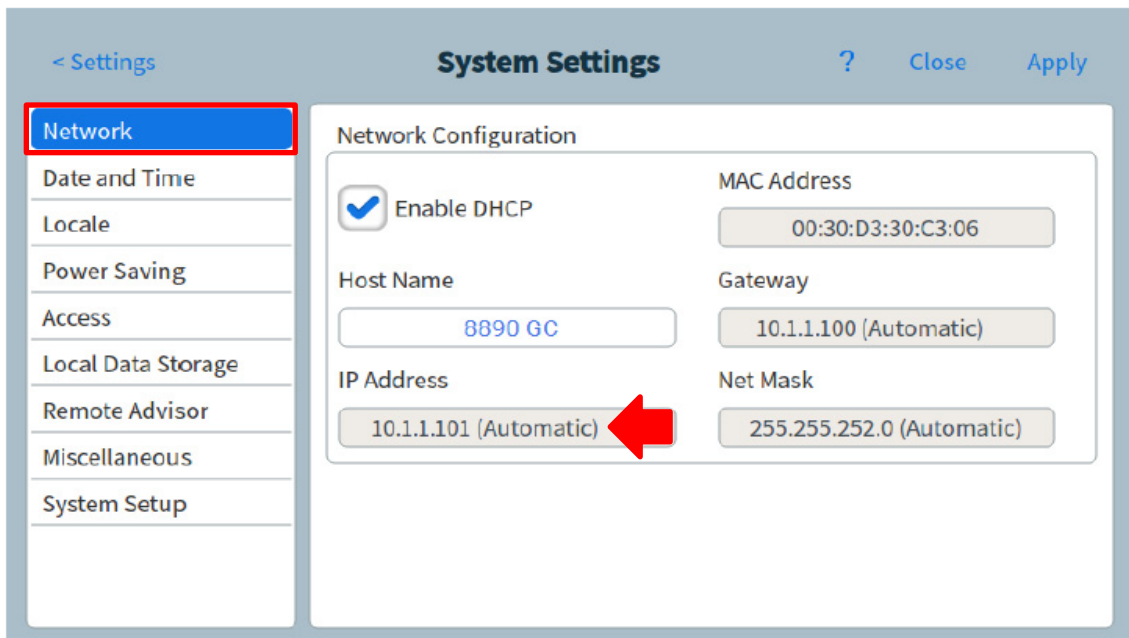 < Settings
System Settings
?
Close
Apply
Network
Date and Time
Locale
Power Saving
Access
Local Data Storage
Remote Advisor
Miscellaneous
System Setup
Network Configuration
Enable DHCP
MAC Address
00:30:D3:30:C3:06
Host Name
8890 GC
Gateway
10.1.1.100 (Automatic)
IP Address
10.1.1.101 (Automatic)
Net Mask
255.255.252.0 (Automatic)